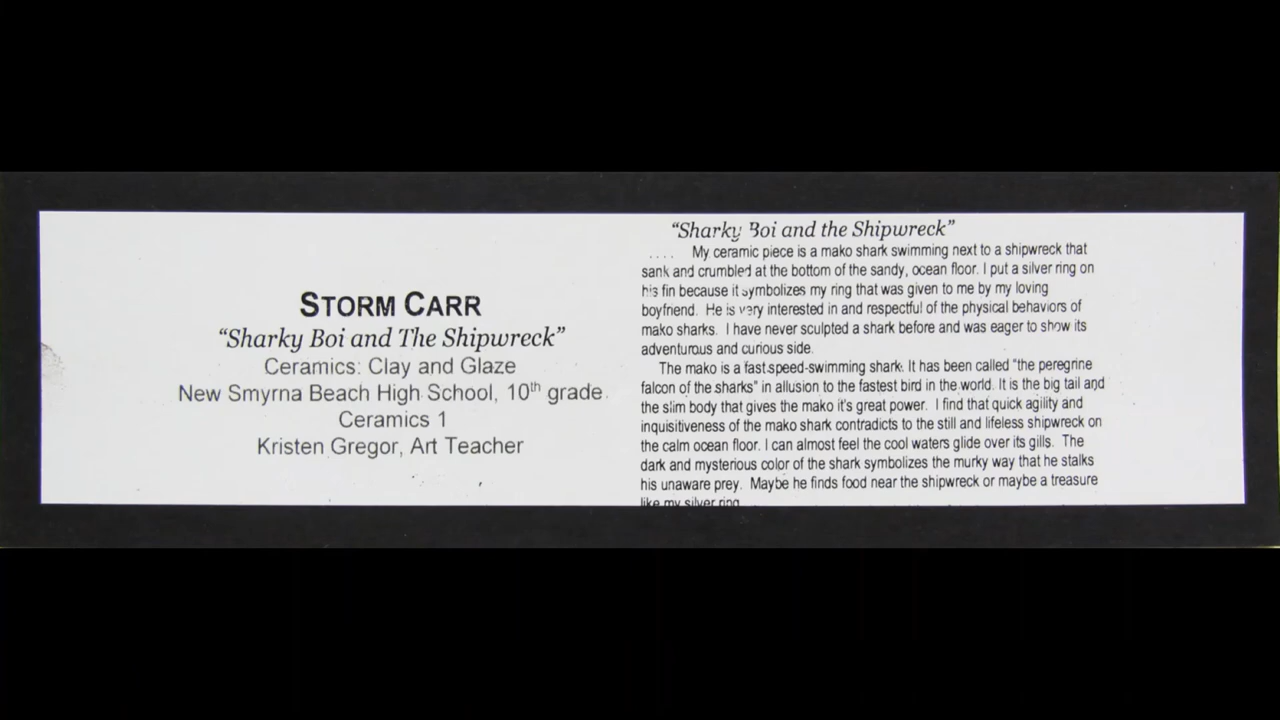 STORM CARR
“Sharky Boi and The Shipwreck”
Ceramics: Clay and Glaze
New Smyrna Beach High School, 10th grade
Ceramics 1
Kristen Gregor, Art Teacher
“Sharky Boi and the Shipwreck”
.... My ceramic piece is a mako shark swimming next to a shipwreck that
sank and crumbled at the bottom of the sandy, ocean floor. I put a silver ring on
his fin because it symbolizes my ring that was given to me by my loving
boyfriend. He is very interested in and respectful of the physical behaviors of
mako sharks. I have never sculpted a shark before and was eager to show its
adventurous and curious side.
The mako is a fast speed-swimming shark. It has been called “the peregrine
falcon of the sharks” in allusion to the fastest bird in the world. It is the big tail and
the slim body that gives the mako it's great power. I find that quick agility and
inquisitiveness of the mako shark contradicts to the still and lifeless shipwreck on
the calm ocean floor. I can almost feel the cool waters glide over its gills. The
dark and mysterious color of the shark symbolizes the murky way that he stalks
his unaware prey. Maybe he finds food near the shipwreck or maybe a treasure
like my silver ring